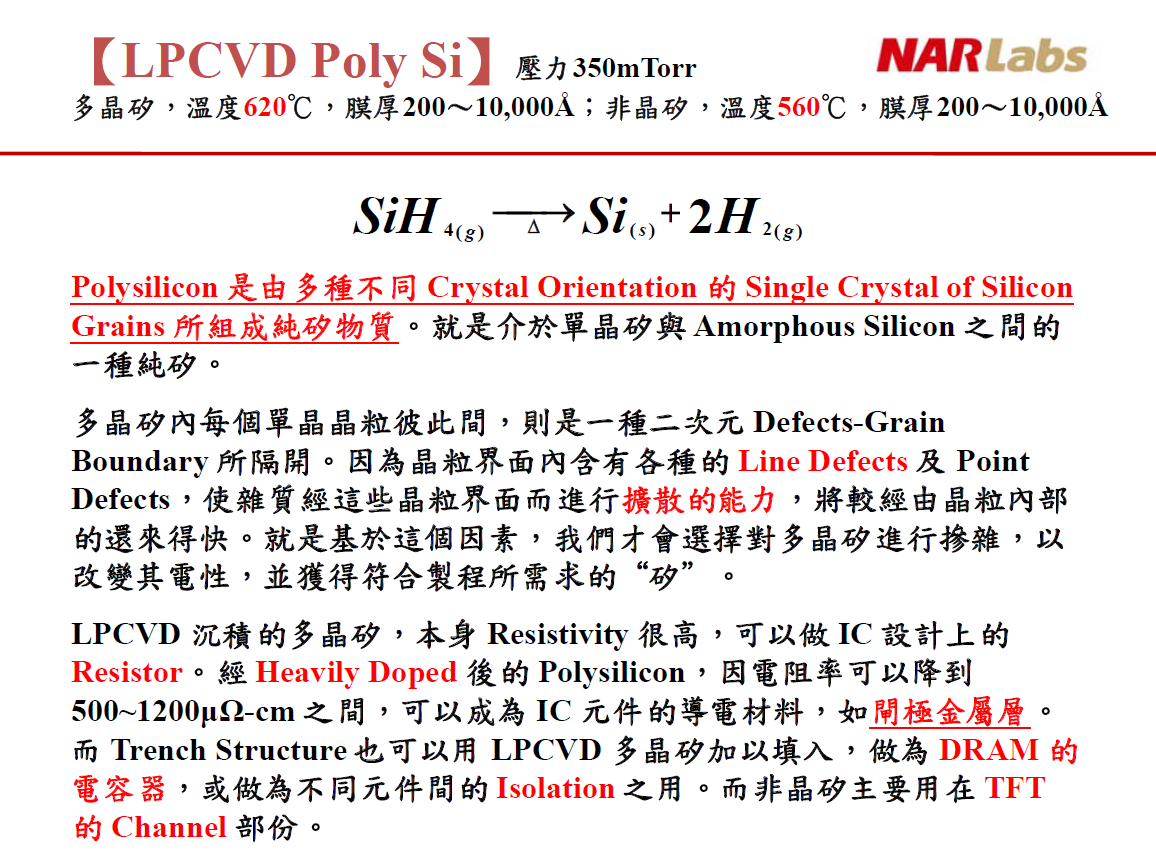 【LPCVD Poly Si】壓力350mTorr
NARLabs
多晶矽，溫度620℃，膜厚200～10,000Å；非晶矽，溫度560℃，膜厚200～10,000Å
SiH 4(g) ⟶ Δ Si (s) + 2H 2(g)
Polysilicon 是由多種不同 Crystal Orientation 的 Single Crystal of Silicon
Grains 所組成純矽物質。就是介於單晶矽與 Amorphous Silicon 之間的
一種純矽。
多晶矽內每個單晶晶粒彼此間，則是一種二次元 Defects-Grain
Boundary 所隔開。因為晶粒界面內含有各種的 Line Defects 及 Point
Defects，使雜質經這些晶粒界面而進行擴散的能力，將較經由晶粒內部
的還來得快。就是基於這個因素，我們才會選擇對多晶矽進行摻雜，以
改變其電性，並獲得符合製程所需求的“矽”。
LPCVD 沉積的多晶矽，本身 Resistivity 很高，可以做 IC 設計上的
Resistor。經 Heavily Doped 後的 Polysilicon，因電阻率可以降到
500~1200μΩ-cm 之間，可以成為 IC 元件的導電材料，如閘極金屬層。
而 Trench Structure 也可以用 LPCVD 多晶矽加以填入，做為 DRAM 的
電容器，或做為不同元件間的 Isolation 之用。而非晶矽主要用在 TFT
的 Channel 部份。